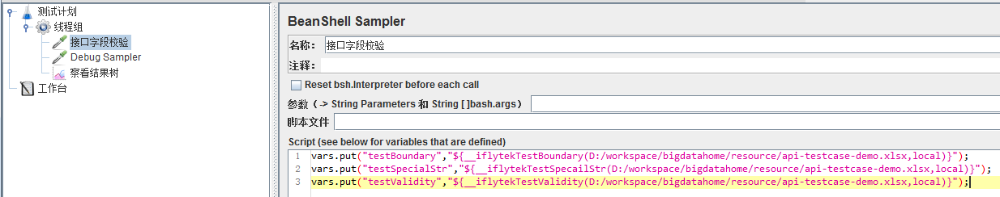 测试计划
线程组
接口字段校验
Debug Sampler
察看结果树
工作台
BeanShell Sampler
名称： 接口字段校验
注释：
Reset bsh.Interpreter before each call
参数（-> String Parameters 和 String [ ]bash.args）
脚本文件
Script (see below for variables that are defined)
1 vars.put("testBoundary","${__iflytekTestBoundary(D:/workspace/bigdatahome/resource/api-testcase-demo.xlsx,local)}");
2 vars.put("testSpecialStr","${__iflytekTestSpecailStr(D:/workspace/bigdatahome/resource/api-testcase-demo.xlsx,local)}");
3 vars.put("testValidity","${__iflytekTestValidity(D:/workspace/bigdatahome/resource/api-testcase-demo.xlsx,local)}");